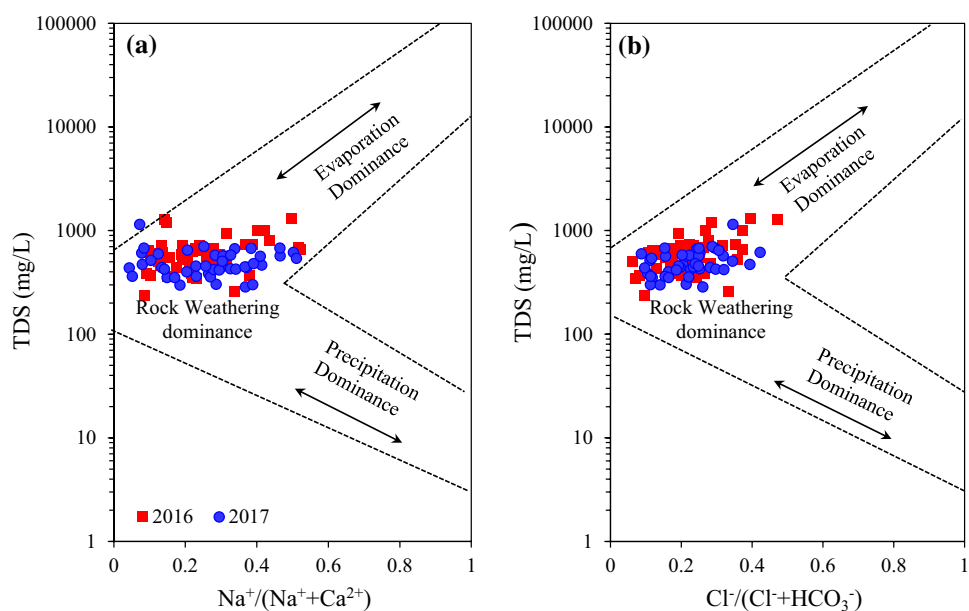 (a)
TDS (mg/L)
100000
10000
1000
100
10
1
Evaporation
Dominance
Rock Weathering
dominance
Precipitation
Dominance
2016
2017
0
0.2
0.4
0.6
0.8
1
Na⁺/(Na⁺+Ca²⁺)
(b)
TDS (mg/L)
100000
10000
1000
100
10
1
Evaporation
Dominance
Rock Weathering
dominance
Precipitation
Dominance
0
0.2
0.4
0.6
0.8
1
Cl⁻/(Cl⁻+HCO₃⁻)